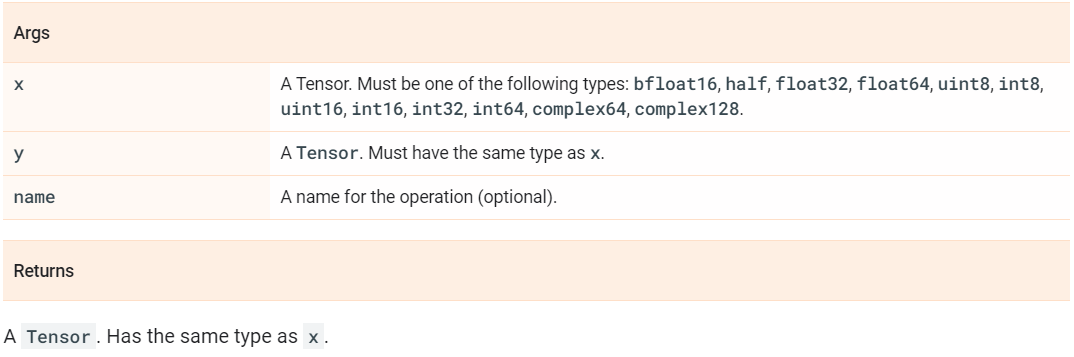 Args
x A Tensor. Must be one of the following types: bfloat16, half, float32, float64, uint8, int8,
uint16, int16, int32, int64, complex64, complex128.
y A Tensor. Must have the same type as x.
name A name for the operation (optional).
Returns
A Tensor. Has the same type as x.